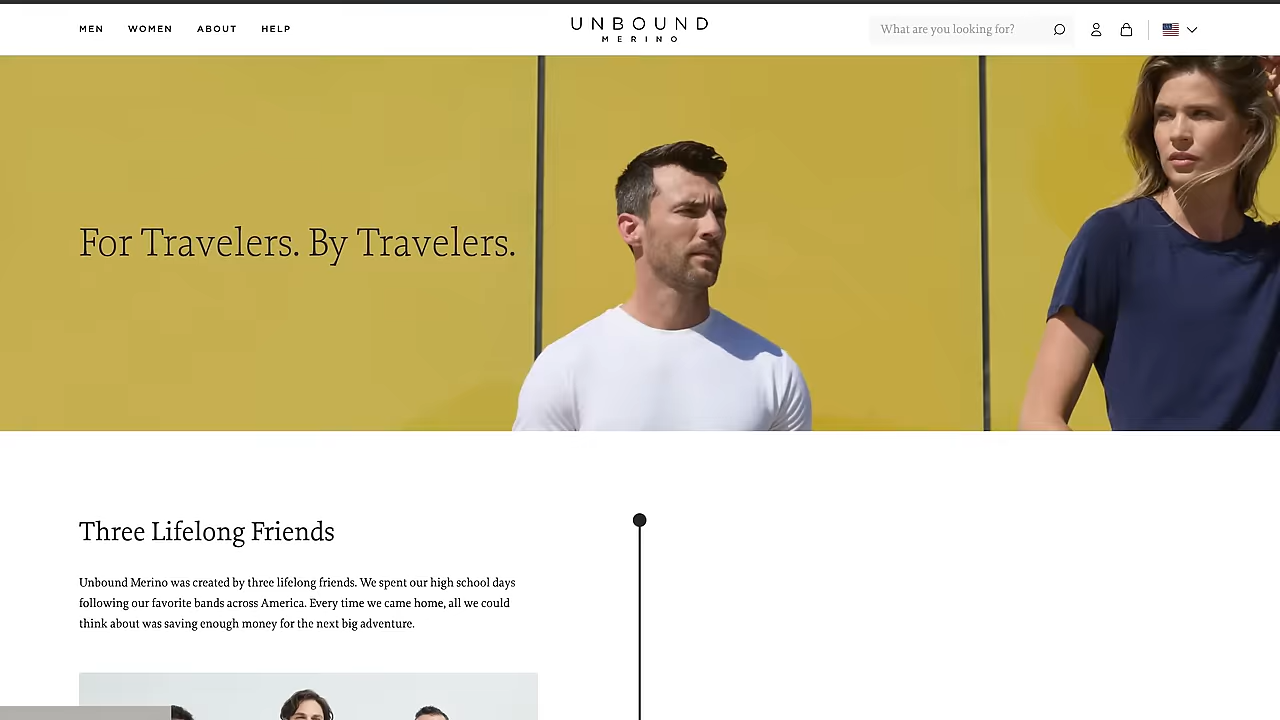 MEN WOMEN ABOUT HELP
UNBOUND
MERINO
What are you looking for?
For Travelers. By Travelers.
Three Lifelong Friends
Unbound Merino was created by three lifelong friends. We spent our high school days
following our favorite bands across America. Every time we came home, all we could
think about was saving enough money for the next big adventure.